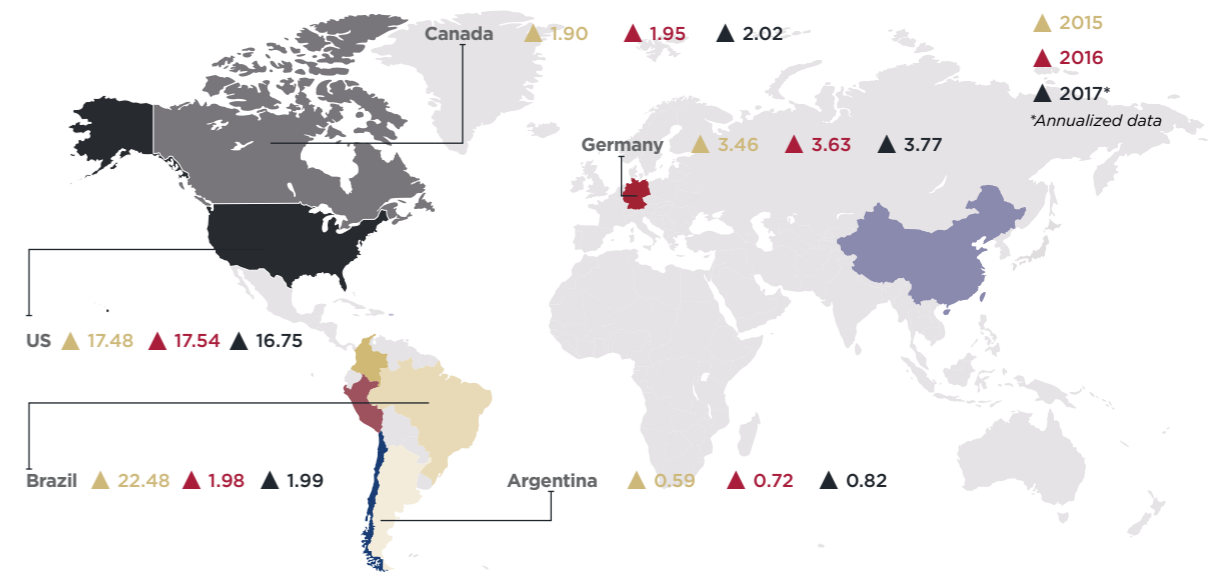 Canada ▲ 1.90 ▲ 1.95 ▲ 2.02
▲ 2015
▲ 2016
▲ 2017*
*Annualized data
Germany ▲ 3.46 ▲ 3.63 ▲ 3.77
US ▲ 17.48 ▲ 17.54 ▲ 16.75
Brazil ▲ 22.48 ▲ 1.98 ▲ 1.99
Argentina ▲ 0.59 ▲ 0.72 ▲ 0.82